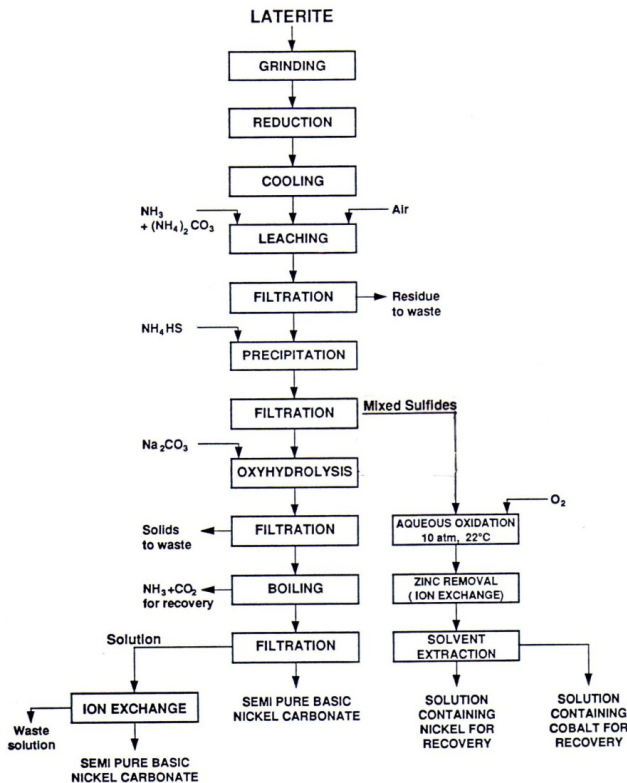 LATERITE
GRINDING
REDUCTION
COOLING
NH3
+ (NH4)2 CO3
Air
LEACHING
FILTRATION
Residue
to waste
NH4 HS
PRECIPITATION
FILTRATION
Mixed Sulfides
Na2CO3
OXYHYDROLYSIS
O2
Solids
to waste
FILTRATION
AQUEOUS OXIDATION
10 atm, 22°C
NH3+CO2
for recovery
BOILING
ZINC REMOVAL
( ION EXCHANGE)
Solution
FILTRATION
SOLVENT
EXTRACTION
ION EXCHANGE
SEMI PURE BASIC
NICKEL CARBONATE
SOLUTION
CONTAINING
NICKEL FOR
RECOVERY
SOLUTION
CONTAINING
COBALT FOR
RECOVERY
Waste
solution
SEMI PURE BASIC
NICKEL CARBONATE